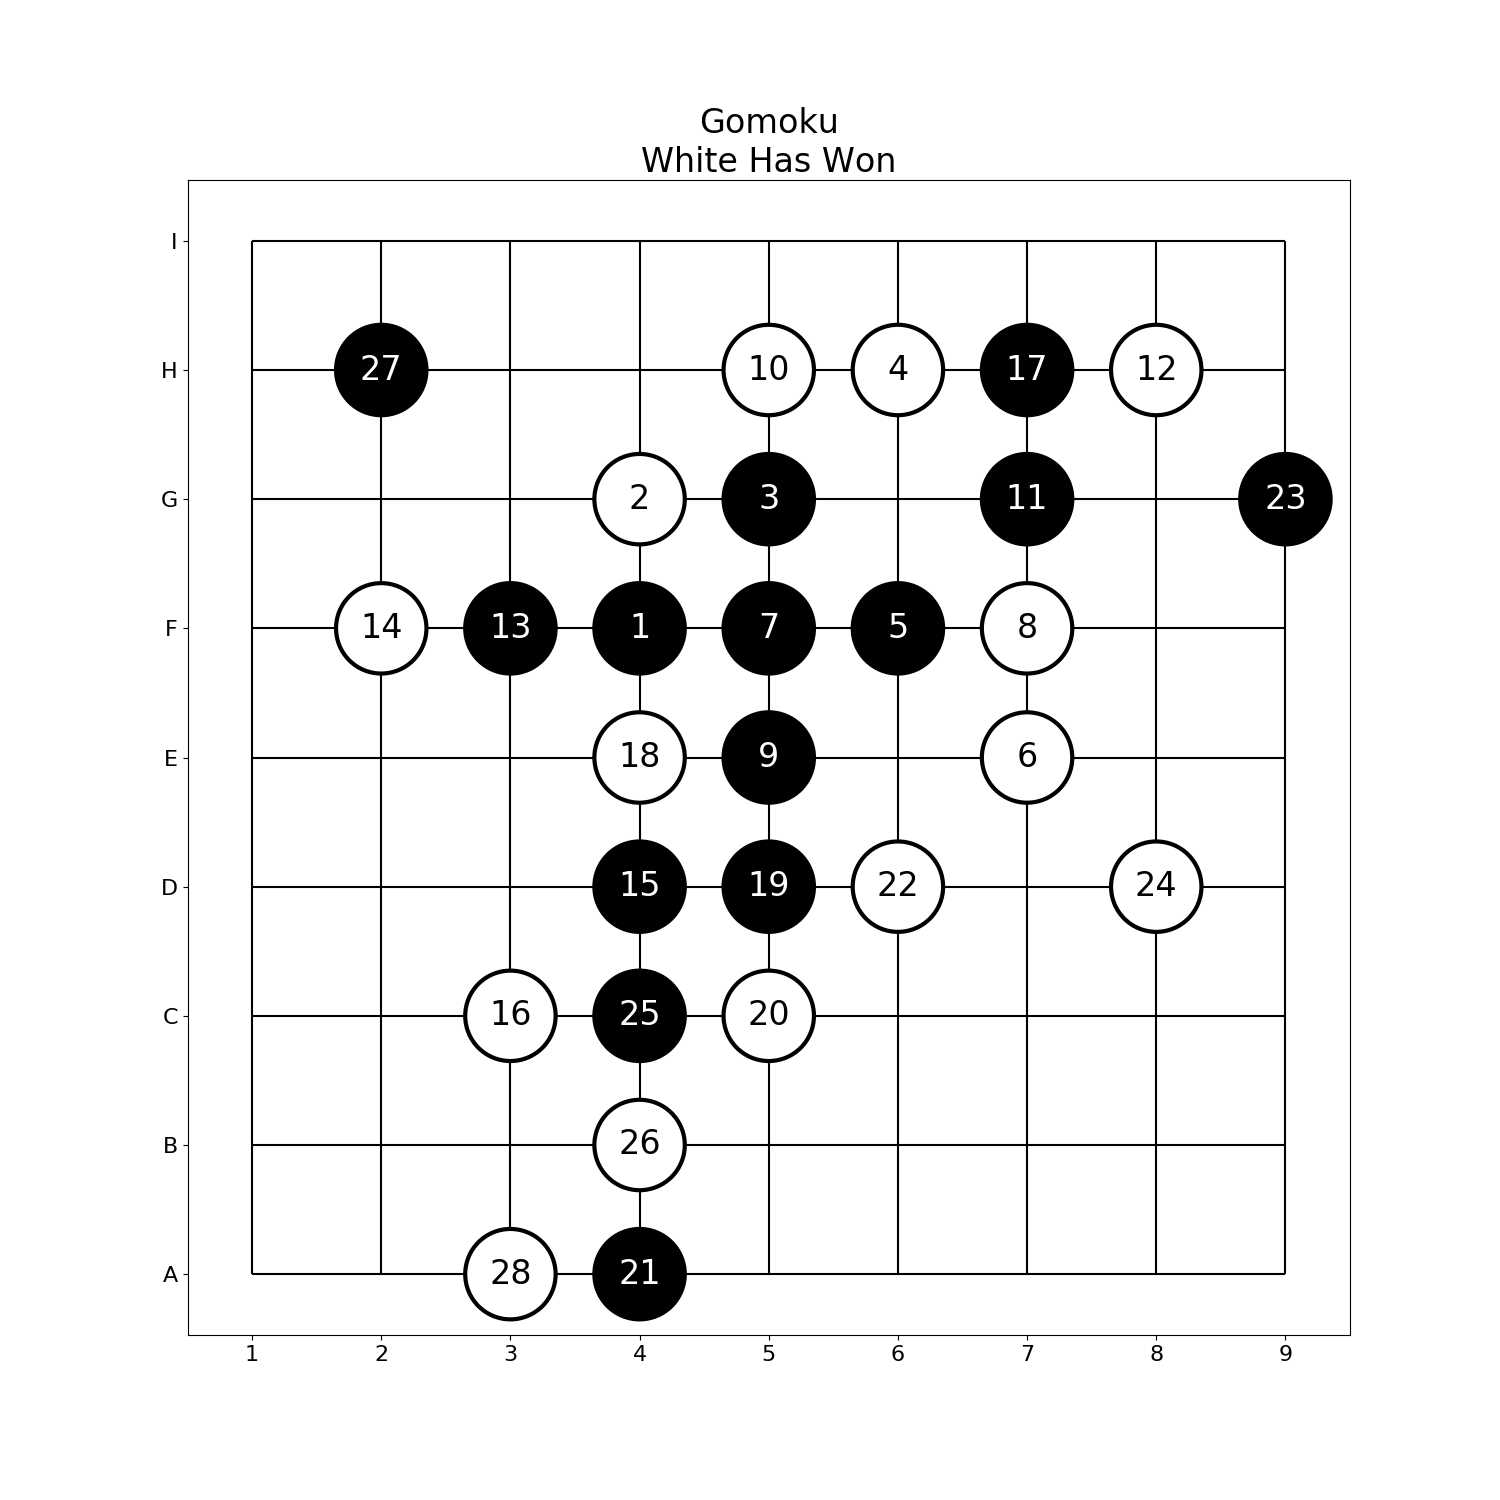 Gomoku
White Has Won
I
H 27 10 4 17 12
G 2 3 11 23
F 14 13 1 7 5 8
E 18 9 6
D 15 19 22 24
C 16 25 20
B 26
A 28 21
1 2 3 4 5 6 7 8 9